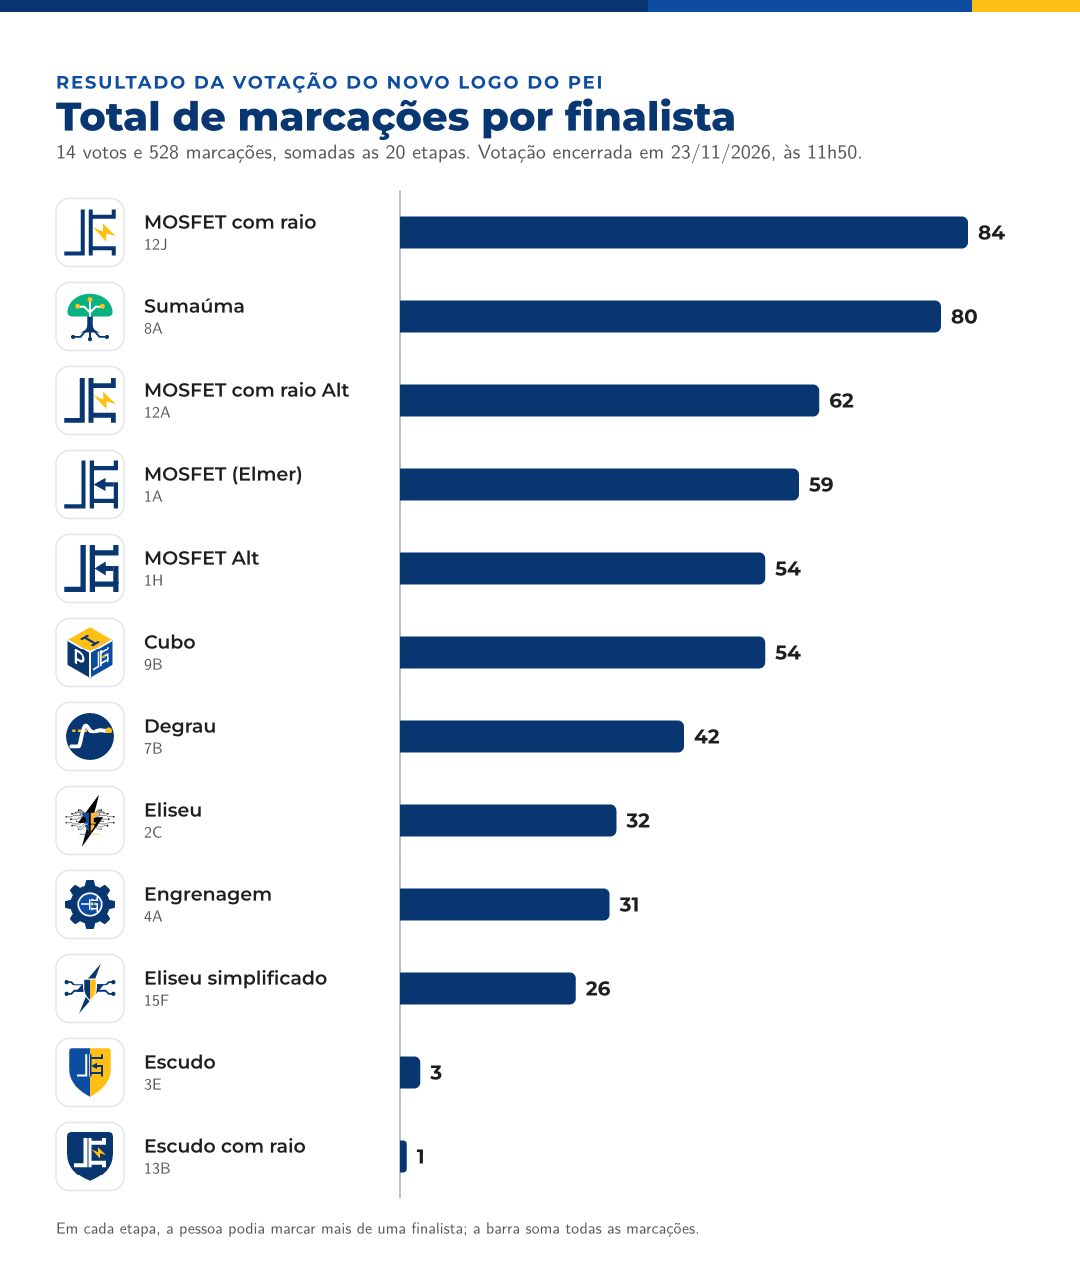 RESULTADO DA VOTAÇÃO DO NOVO LOGO DO PEI
Total de marcações por finalista
14 votos e 528 marcações, somadas as 20 etapas. Votação encerrada em 23/11/2026, às 11h50.
MOSFET com raio
12J
84
Sumaúma
8A
80
MOSFET com raio Alt
12A
62
MOSFET (Elmer)
1A
59
MOSFET Alt
1H
54
Cubo
9B
54
Degrau
7B
42
Eliseu
2C
32
Engrenagem
4A
31
Eliseu simplificado
15F
26
Escudo
3E
3
Escudo com raio
13B
1
Em cada etapa, a pessoa podia marcar mais de uma finalista; a barra soma todas as marcações.